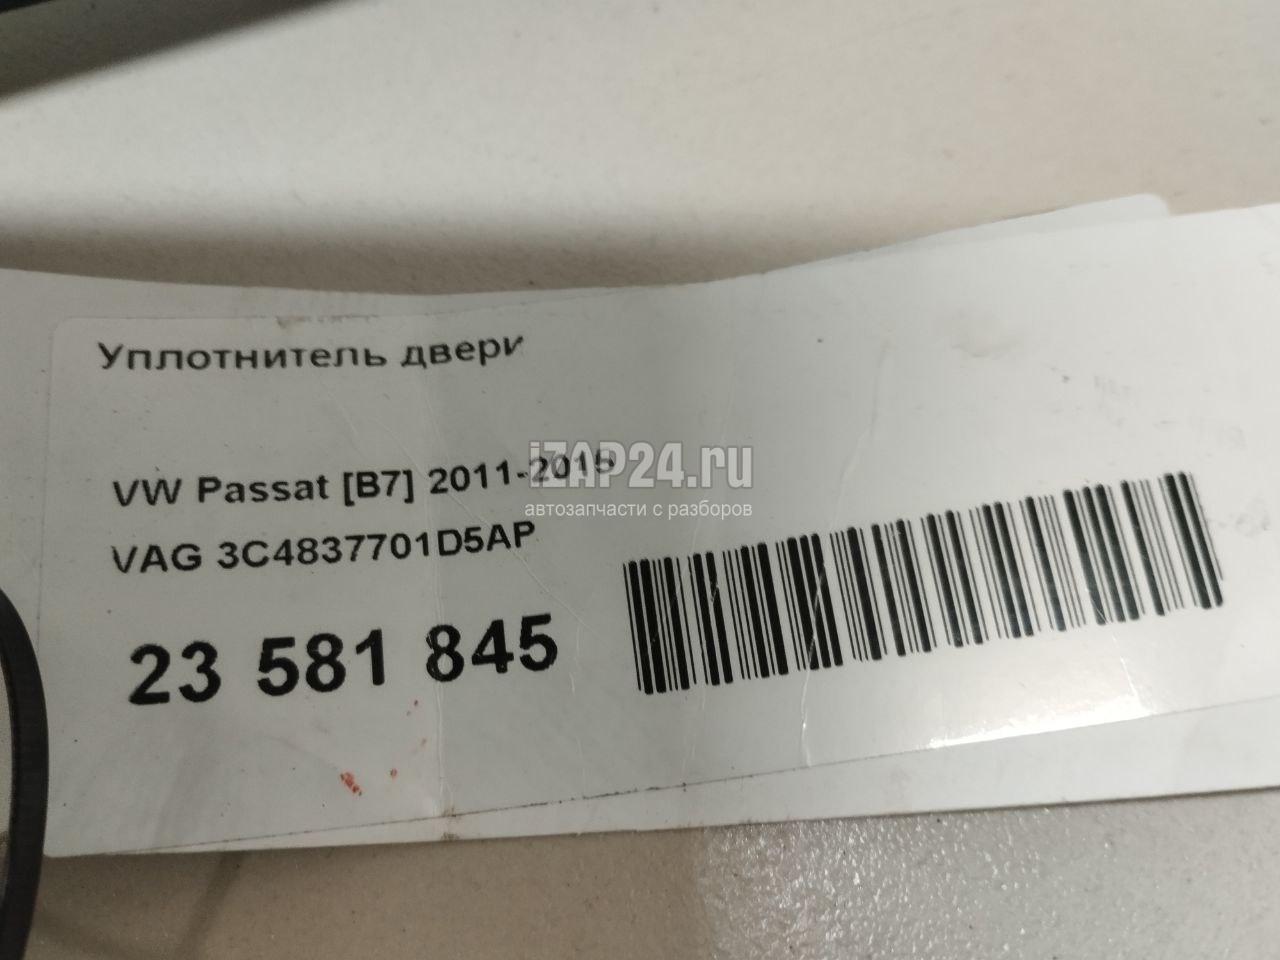 Уплотнитель двери
VW Passat [B7] 2011-2015
VAG 3C4837701D5AP
23 581 845
iZAP24.ru
автозапчасти с разборов